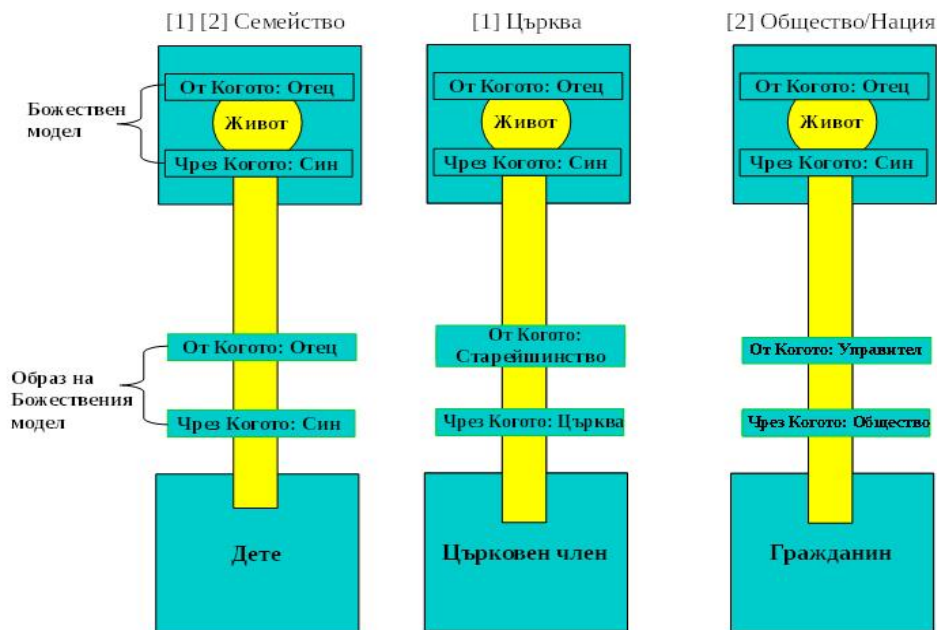 [1] [2] Семейство
[1] Църква
[2] Общество/Нация
От Когото: Отец
От Когото: Отец
От Когото: Отец
Божествен
модел
Живот
Живот
Живот
Чрез Когото: Син
Чрез Когото: Син
Чрез Когото: Син
От Когото: Отец
От Когото:
Старейшинство
От Когото: Управител
Образ на
Божествения
модел
Чрез Когото: Син
Чрез Когото: Църква
Чрез Когото: Общество
Дете
Църковен член
Гражданин